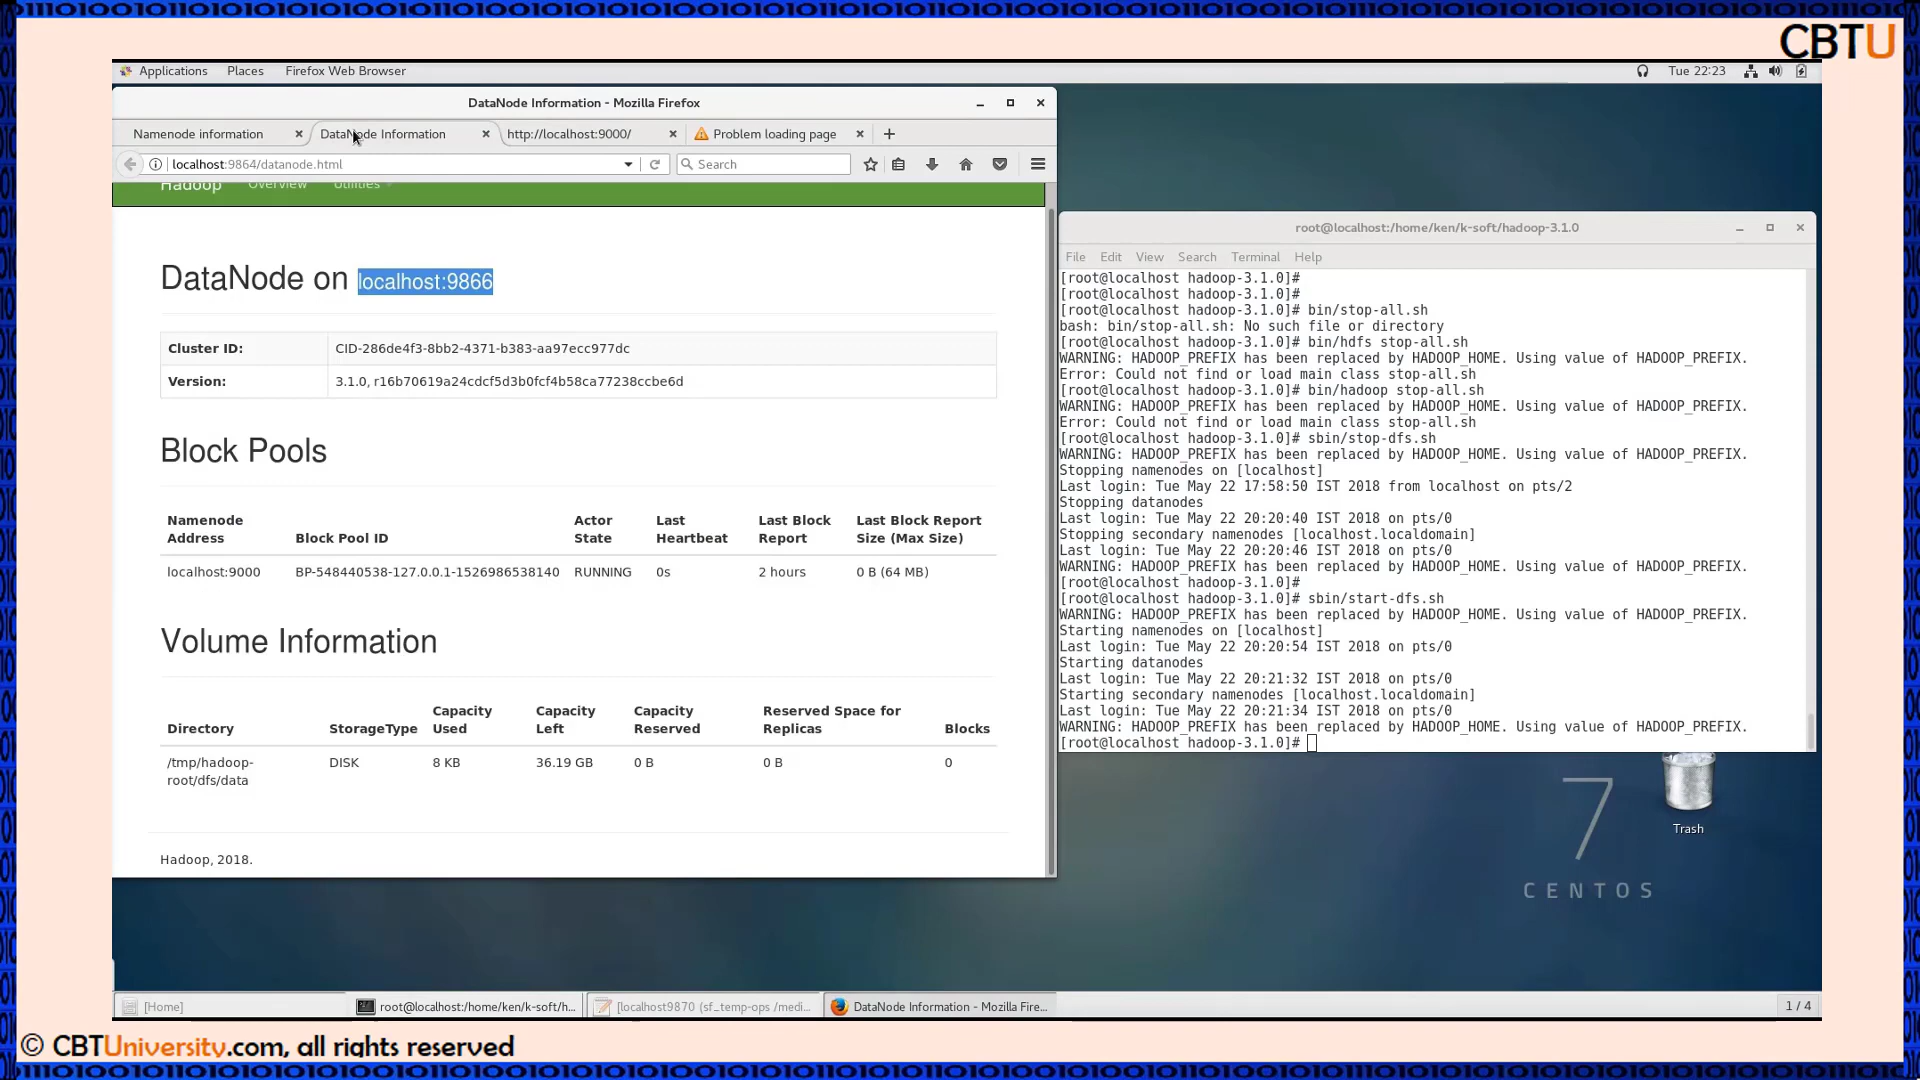 CBTU
Applications Places Firefox Web Browser Tue 22:23
DataNode Information - Mozilla Firefox
Namenode information DataNode Information http://localhost:9000/ Problem loading page
localhost:9864/datanode.html Search
Hadoop Overview Utilities
DataNode on localhost:9866
Cluster ID: CID-286de4f3-8bb2-4371-b383-aa97ecc977dc
Version: 3.1.0, r16b70619a24cdcf5d3b0fcf4b58ca77238ccbe6d
Block Pools
Namenode Address Block Pool ID Actor State Last Heartbeat Last Block Report Last Block Report Size (Max Size)
localhost:9000 BP-548440538-127.0.0.1-1526986538140 RUNNING 0s 2 hours 0 B (64 MB)
Volume Information
Directory StorageType Capacity Used Capacity Left Capacity Reserved Reserved Space for Replicas Blocks
/tmp/hadoop-root/dfs/data DISK 8 KB 36.19 GB 0 B 0 B 0
Hadoop, 2018.
root@localhost:/home/ken/k-soft/hadoop-3.1.0
File Edit View Search Terminal Help
[root@localhost hadoop-3.1.0]#
[root@localhost hadoop-3.1.0]#
[root@localhost hadoop-3.1.0]# bin/stop-all.sh
bash: bin/stop-all.sh: No such file or directory
[root@localhost hadoop-3.1.0]# bin/hdfs stop-all.sh
WARNING: HADOOP_PREFIX has been replaced by HADOOP_HOME. Using value of HADOOP_PREFIX.
Error: Could not find or load main class stop-all.sh
[root@localhost hadoop-3.1.0]# bin/hadoop stop-all.sh
WARNING: HADOOP_PREFIX has been replaced by HADOOP_HOME. Using value of HADOOP_PREFIX.
Error: Could not find or load main class stop-all.sh
[root@localhost hadoop-3.1.0]# sbin/stop-dfs.sh
WARNING: HADOOP_PREFIX has been replaced by HADOOP_HOME. Using value of HADOOP_PREFIX.
Stopping namenodes on [localhost]
Last login: Tue May 22 17:58:50 IST 2018 from localhost on pts/2
Stopping datanodes
Last login: Tue May 22 20:20:40 IST 2018 on pts/0
Stopping secondary namenodes [localhost.localdomain]
Last login: Tue May 22 20:20:46 IST 2018 on pts/0
WARNING: HADOOP_PREFIX has been replaced by HADOOP_HOME. Using value of HADOOP_PREFIX.
[root@localhost hadoop-3.1.0]#
[root@localhost hadoop-3.1.0]# sbin/start-dfs.sh
WARNING: HADOOP_PREFIX has been replaced by HADOOP_HOME. Using value of HADOOP_PREFIX.
Starting namenodes on [localhost]
Last login: Tue May 22 20:20:54 IST 2018 on pts/0
Starting datanodes
Last login: Tue May 22 20:21:32 IST 2018 on pts/0
Starting secondary namenodes [localhost.localdomain]
Last login: Tue May 22 20:21:34 IST 2018 on pts/0
WARNING: HADOOP_PREFIX has been replaced by HADOOP_HOME. Using value of HADOOP_PREFIX.
[root@localhost hadoop-3.1.0]#
Trash
7
CENTOS
[Home] root@localhost:/home/ken/k-soft/h... [localhost9870 (sf_temp-ops /medi... DataNode Information - Mozilla Fire... 1 / 4
© CBTUniversity.com, all rights reserved